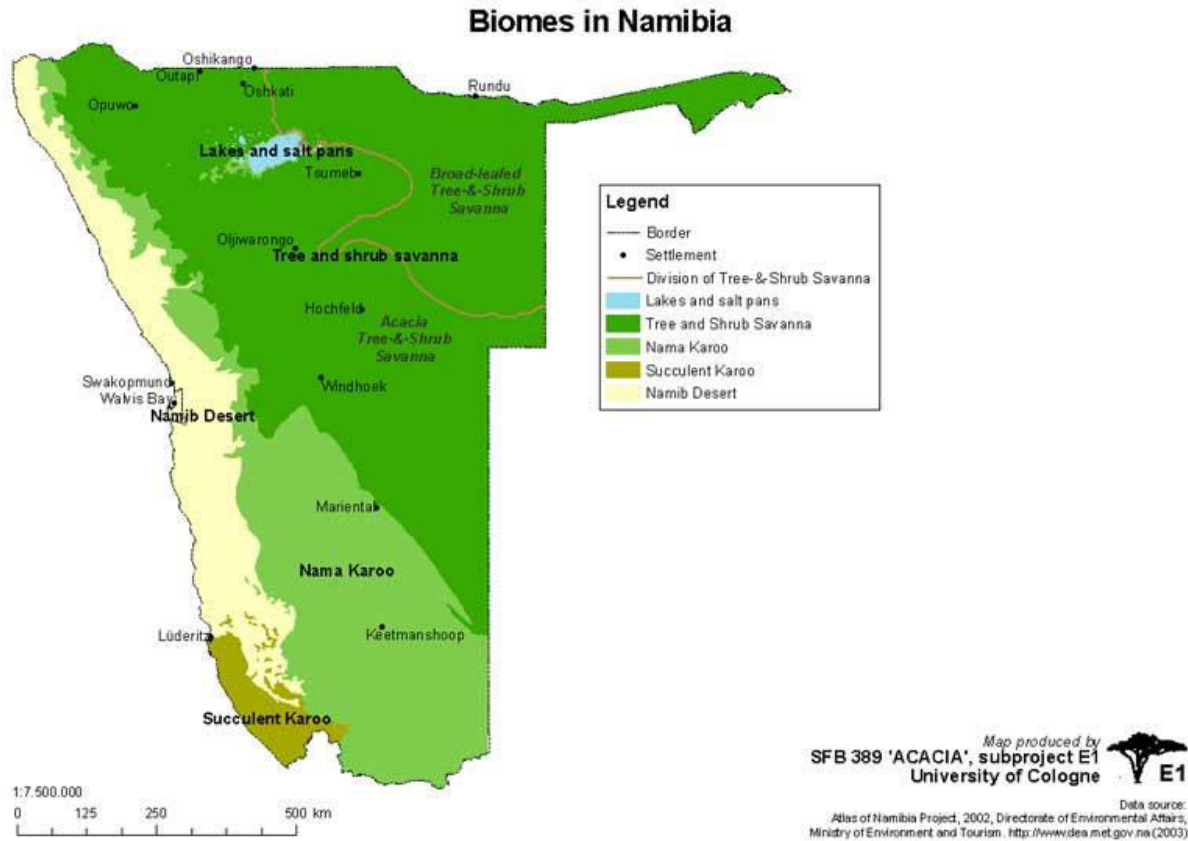 Biomes in Namibia
Oshikango
Outapi
Oshkati
Opuwo
Rundu
Lakes and salt pans
Tsumeb
Broad-leafed
Tree-&-Shrub
Savanna
Oljiwarongo
Tree and shrub savanna
Hochfeld
Acacia
Tree-&-Shrub
Savanna
Windhoek
Swakopmund
Walvis Bay
Namib Desert
Mariental
Nama Karoo
Lüderitz
Keetmanshoop
Succulent Karoo
Legend
Border
Settlement
Division of Tree-&-Shrub Savanna
Lakes and salt pans
Tree and Shrub Savanna
Nama Karoo
Succulent Karoo
Namib Desert
1:7.500.000
0 125 250 500 km
Map produced by
SFB 389 'ACACIA', subproject E1
University of Cologne
E1
Data source:
Atlas of Namibia Project, 2002, Directorate of Environmental Affairs,
Ministry of Environment and Tourism. http://www.dea.met.gov.na (2003)